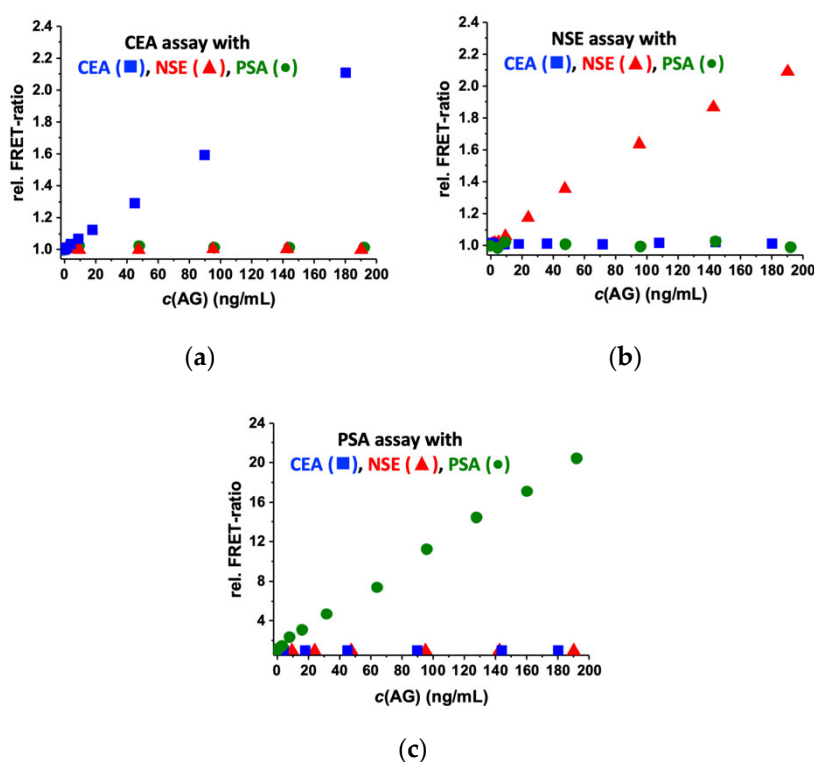 CEA assay with
CEA (■), NSE (▲), PSA (●)
rel. FRET-ratio
2.4
2.2
2.0
1.8
1.6
1.4
1.2
1.0
0 20 40 60 80 100 120 140 160 180 200
c(AG) (ng/mL)
(a)
NSE assay with
CEA (■), NSE (▲), PSA (●)
rel. FRET-ratio
2.4
2.2
2.0
1.8
1.6
1.4
1.2
1.0
0 20 40 60 80 100 120 140 160 180 200
c(AG) (ng/mL)
(b)
PSA assay with
CEA (■), NSE (▲), PSA (●)
rel. FRET-ratio
24
20
16
12
8
4
0 20 40 60 80 100 120 140 160 180 200
c(AG) (ng/mL)
(c)